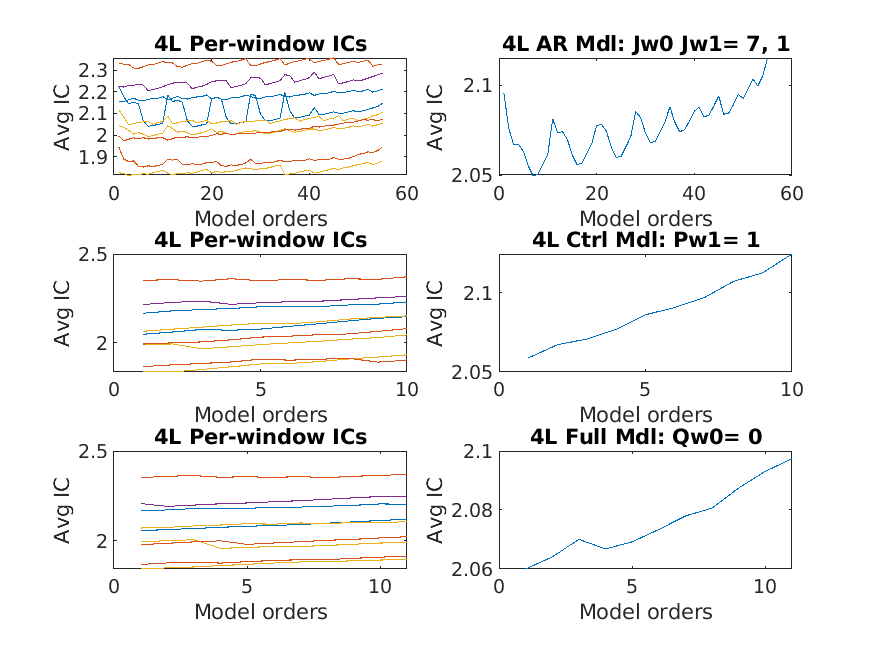 4L Per-window ICs
2.3
2.2
2.1
2
1.9
Avg IC
0
20
40
60
Model orders
4L AR Mdl: Jw0 Jw1= 7, 1
2.1
2.05
Avg IC
0
20
40
60
Model orders
4L Per-window ICs
2.5
2
Avg IC
0
5
10
Model orders
4L Ctrl Mdl: Pw1= 1
2.1
2.05
Avg IC
0
5
10
Model orders
4L Per-window ICs
2.5
2
Avg IC
0
5
10
Model orders
4L Full Mdl: Qw0= 0
2.1
2.08
2.06
Avg IC
0
5
10
Model orders